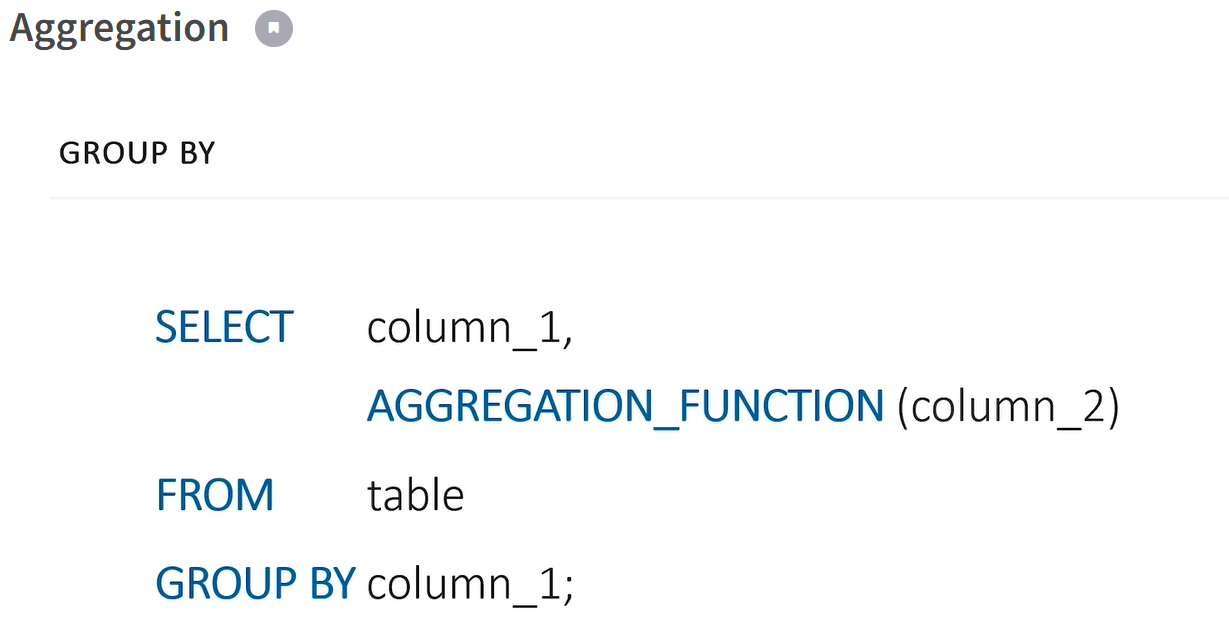 Aggregation
GROUP BY
SELECT column_1,
AGGREGATION_FUNCTION (column_2)
FROM table
GROUP BY column_1;